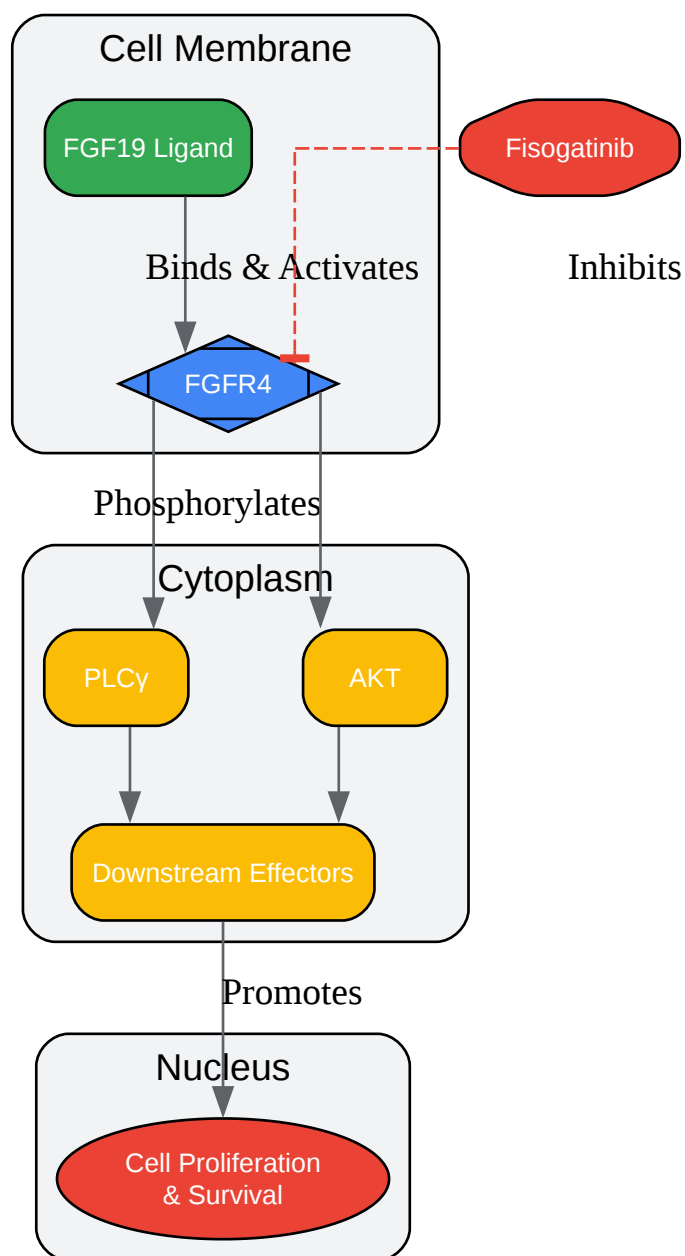 Cell Membrane
FGF19 Ligand
Fisogatinib
Binds & Activates
Inhibits
FGFR4
Phosphorylates
Cytoplasm
PLCγ
AKT
Downstream Effectors
Promotes
Nucleus
Cell Proliferation
& Survival